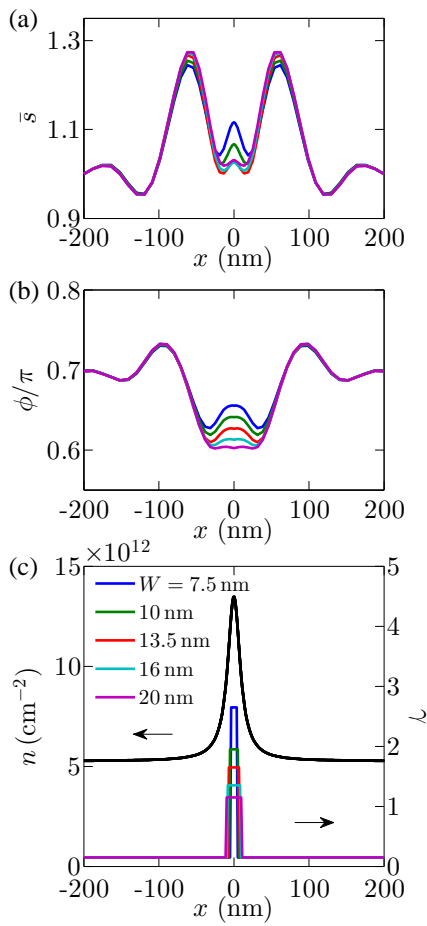 (a)
1.3
1.1
0.9
s̄
-200 -100 0 100 200
x (nm)
(b)
0.8
0.7
0.6
ϕ/π
-200 -100 0 100 200
x (nm)
(c)
×10¹²
15
10
5
0
n (cm⁻²)
W = 7.5 nm
10 nm
13.5 nm
16 nm
20 nm
5
4
3
2
1
0
γ
-200 -100 0 100 200
x (nm)